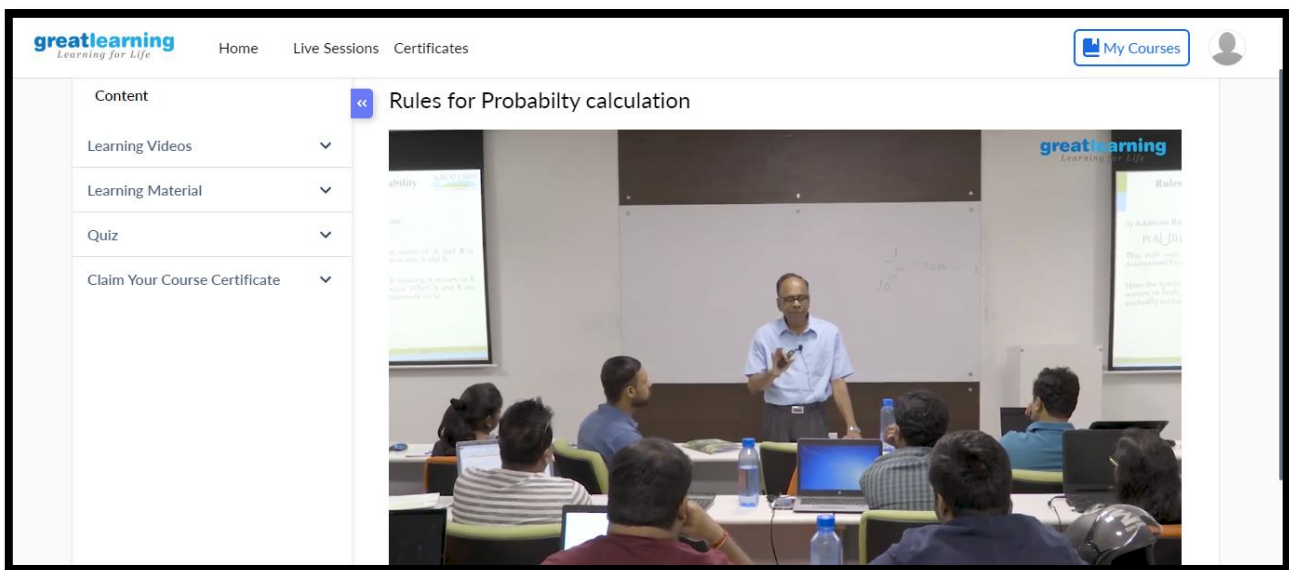 greatlearning
Learning for Life
Home
Live Sessions
Certificates
My Courses
Content
Learning Videos
Learning Material
Quiz
Claim Your Course Certificate
«
Rules for Probabilty calculation
greatlearning
Learning for Life
Rules